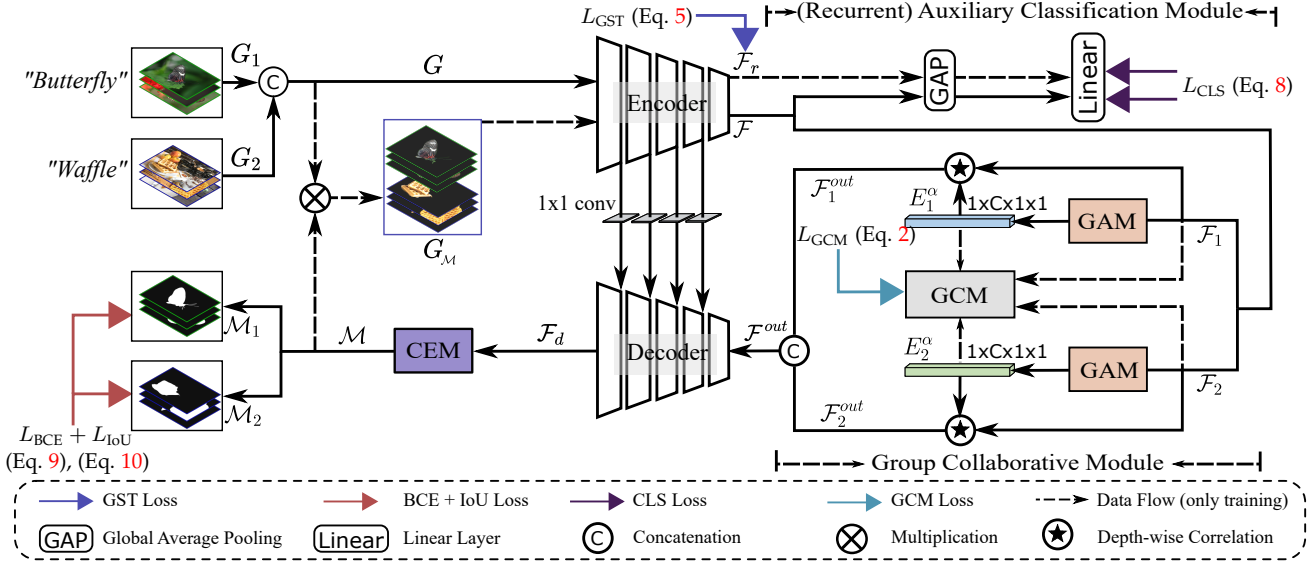 L_GST (Eq. 5)
(Recurrent) Auxiliary Classification Module
"Butterfly"
G_1
C
G
Encoder
F_r
F
GAP
Linear
L_CLS (Eq. 8)
"Waffle"
G_2
G_M
1x1 conv
F_1^out
E_1^α
1xCx1x1
GAM
F_1
L_GCM (Eq. 2)
GCM
M_1
M
CEM
F_d
Decoder
F^out
C
E_2^α
1xCx1x1
GAM
F_2
M_2
F_2^out
L_BCE + L_IoU
(Eq. 9), (Eq. 10)
Group Collaborative Module
GST Loss
BCE + IoU Loss
CLS Loss
GCM Loss
Data Flow (only training)
GAP Global Average Pooling
Linear Linear Layer
C Concatenation
Multiplication
Depth-wise Correlation